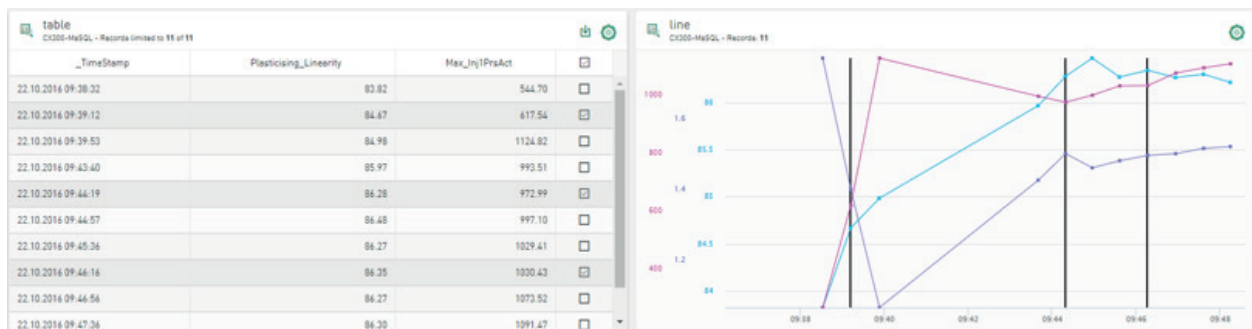 table
CX300-MaSQL - Records limited to 11 of 11
_TimeStamp Plasticising_Linearity Max_Inj1PrsAct
22.10.2016 09:38:32 83.82 544.70
22.10.2016 09:39:12 84.67 617.54
22.10.2016 09:39:53 84.98 1124.82
22.10.2016 09:43:40 85.97 993.51
22.10.2016 09:44:19 86.28 972.99
22.10.2016 09:44:57 86.48 997.10
22.10.2016 09:45:36 86.27 1029.41
22.10.2016 09:46:16 86.35 1030.43
22.10.2016 09:46:56 86.27 1073.52
22.10.2016 09:47:36 86.30 1091.47
line
CX300-MaSQL - Records: 11
1000
86
1.6
85.5
800
1.4
85
600
84.5
1.2
400
84
09:38 09:40 09:42 09:44 09:46 09:48